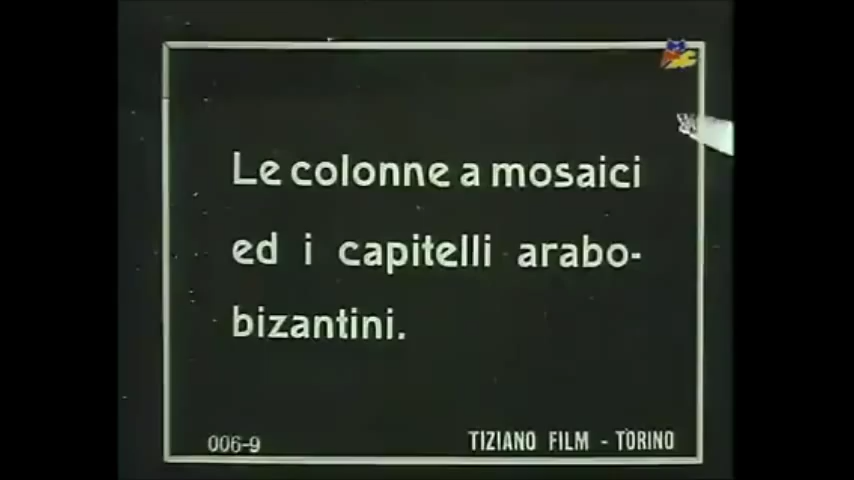 Le colonne a mosaici
ed i capitelli arabo-
bizantini.
006-9
TIZIANO FILM - TORINO